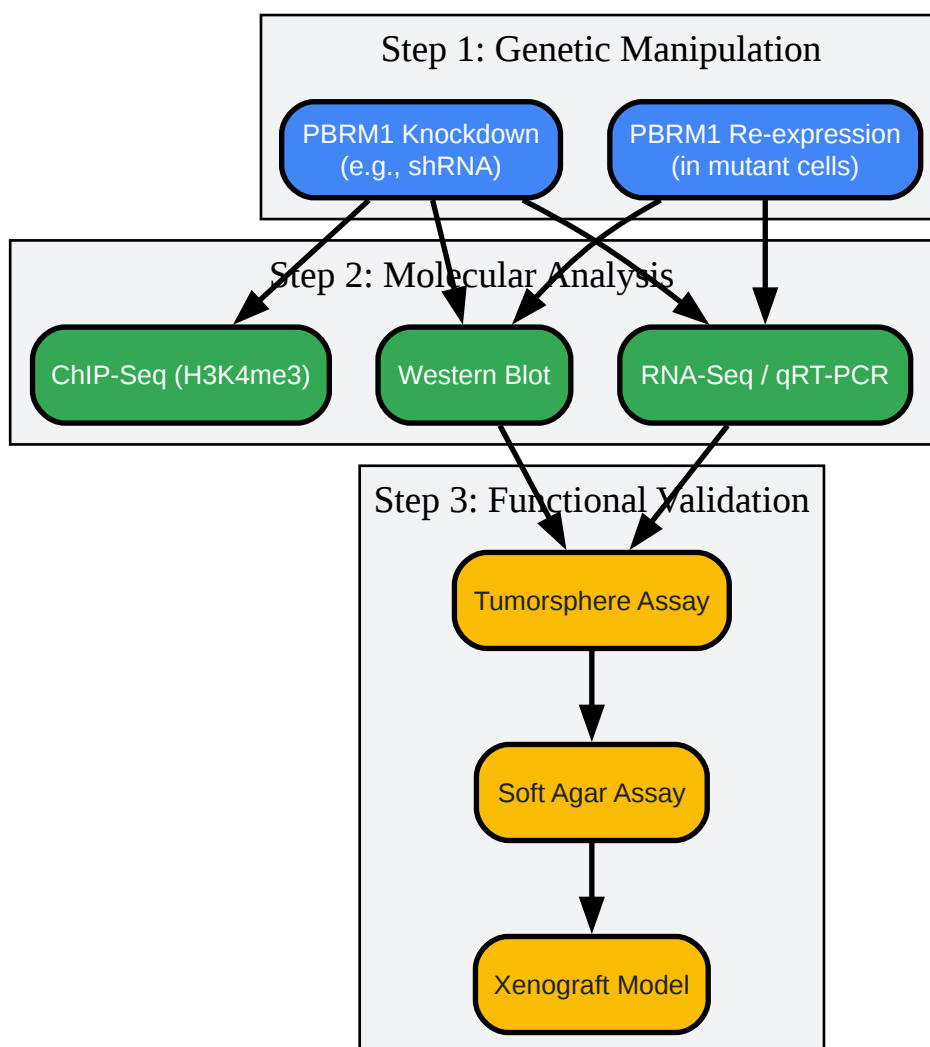 Step 1: Genetic Manipulation
PBRM1 Knockdown
(e.g., shRNA)
PBRM1 Re-expression
(in mutant cells)
Step 2: Molecular Analysis
ChIP-Seq (H3K4me3)
Western Blot
RNA-Seq / qRT-PCR
Step 3: Functional Validation
Tumorsphere Assay
Soft Agar Assay
Xenograft Model